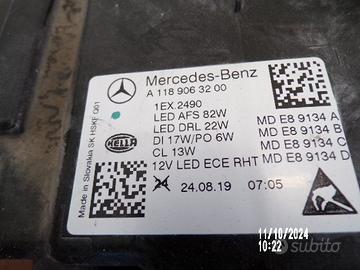 Mercedes-Benz
A 118 906 32 00
1EX.2490
LED AFS 82W
LED DRL 22W
DI 17W/PO 6W
CL 13W
12V LED ECE RHT
MD E8 9134 A
MD E8 9134 B
MD E8 9134 C
MD E8 9134 D
24.08.19 07:05
HELLA
Made in Slovakia SK HSKF 001
11/10/2024
10:22
subito